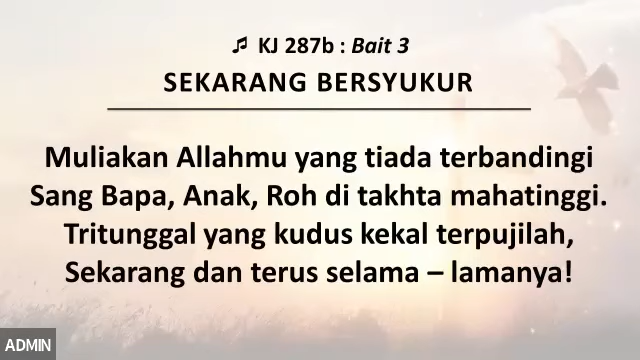 ♫ KJ 287b : Bait 3
SEKARANG BERSYUKUR
Muliakan Allahmu yang tiada terbandingi
Sang Bapa, Anak, Roh di takhta mahatinggi.
Tritunggal yang kudus kekal terpujilah,
Sekarang dan terus selama – lamanya!
ADMIN